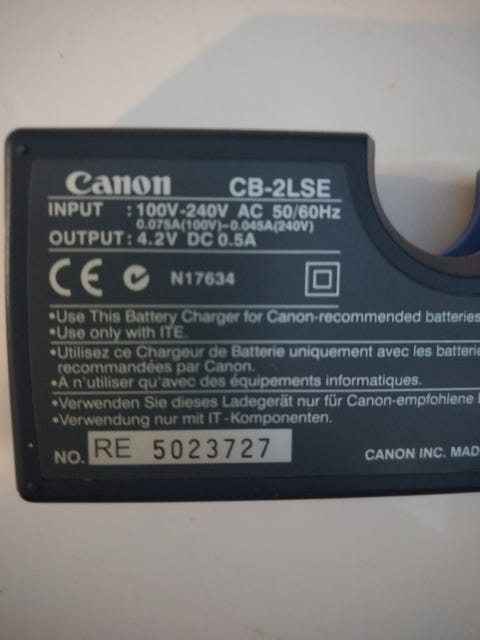 Canon CB-2LSE
INPUT : 100V-240V AC 50/60Hz
0.075A(100V)-0.045A(240V)
OUTPUT : 4.2V DC 0.5A
CE N17634
•Use This Battery Charger for Canon-recommended batteries
•Use only with ITE.
•Utilisez ce Chargeur de Batterie uniquement avec les batterie
recommandées par Canon.
•A n'utiliser qu'avec des équipements informatiques.
•Verwenden Sie dieses Ladegerät nur für Canon-empfohlene
•Verwendung nur mit IT-Komponenten.
NO. RE 5023727
CANON INC. MAD